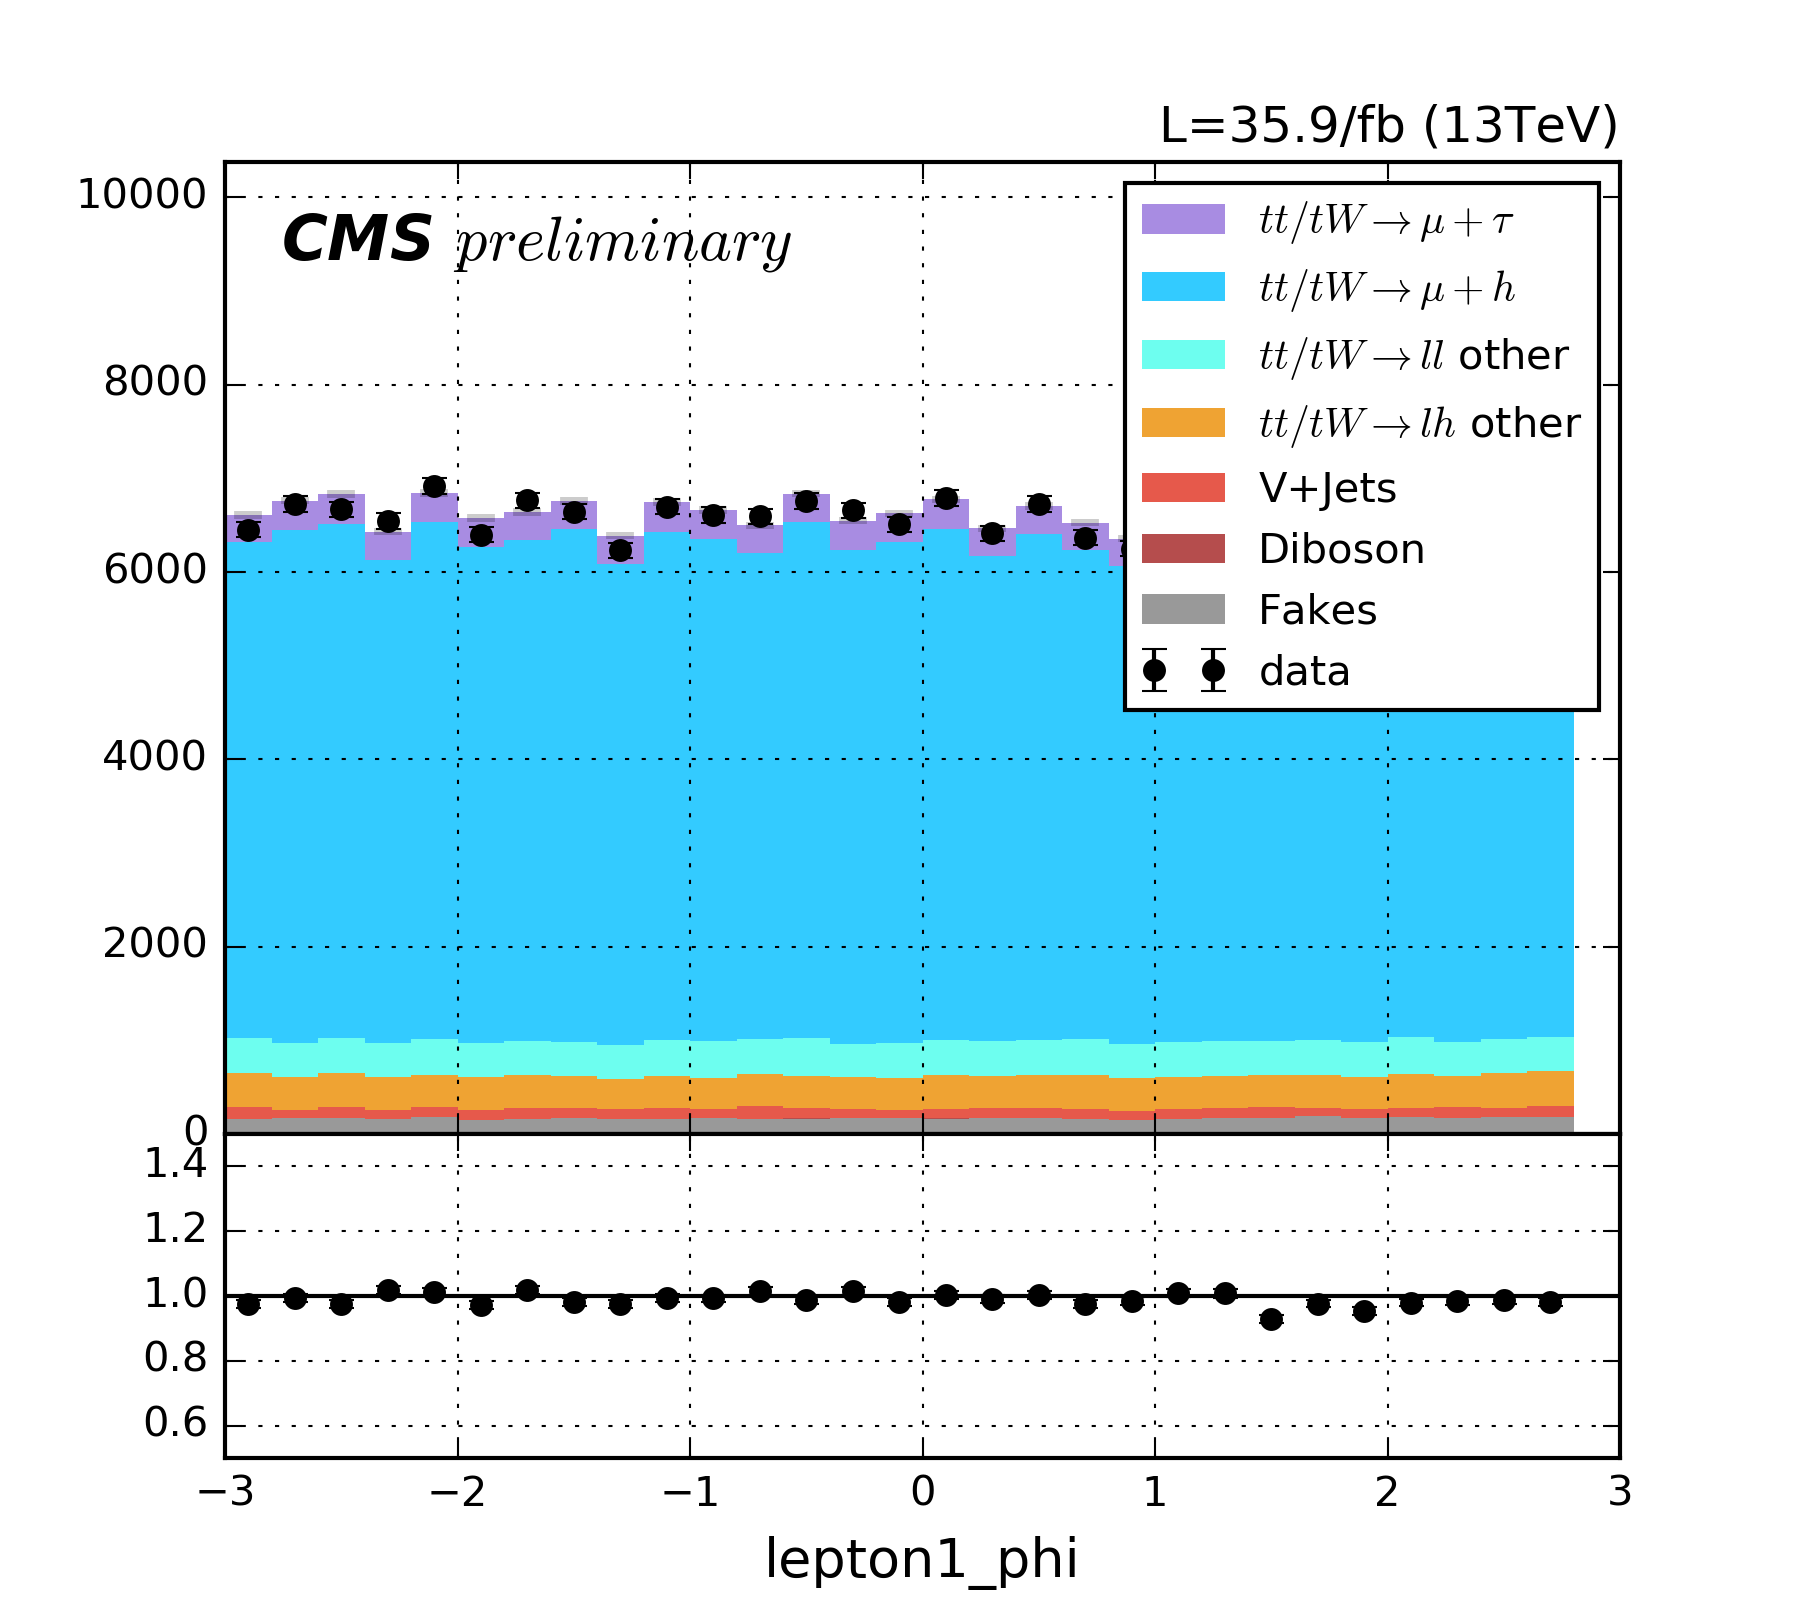 L=35.9/fb (13TeV)
10000
CMS preliminary
8000
6000
4000
2000
0
tt/tW→μ+τ
tt/tW→μ+h
tt/tW→ll other
tt/tW→lh other
V+Jets
Diboson
Fakes
data
1.4
1.2
1.0
0.8
0.6
−3 −2 −1 0 1 2 3
lepton1_phi